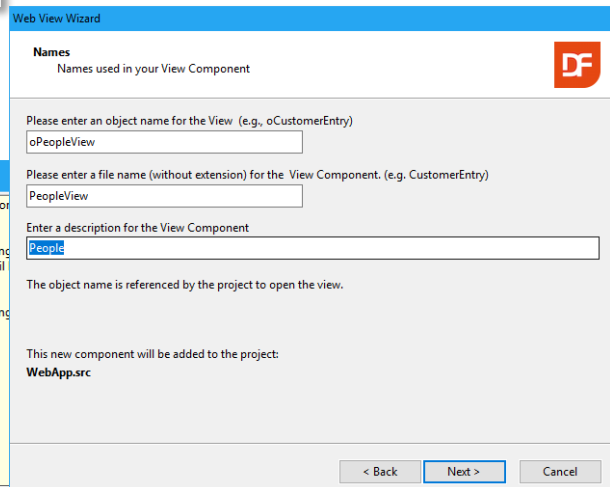 Web View Wizard
Names
Names used in your View Component
DF
Please enter an object name for the View (e.g., oCustomerEntry)
oPeopleView
Please enter a file name (without extension) for the View Component. (e.g. CustomerEntry)
PeopleView
Enter a description for the View Component
People
The object name is referenced by the project to open the view.
This new component will be added to the project:
WebApp.src
< Back Next > Cancel